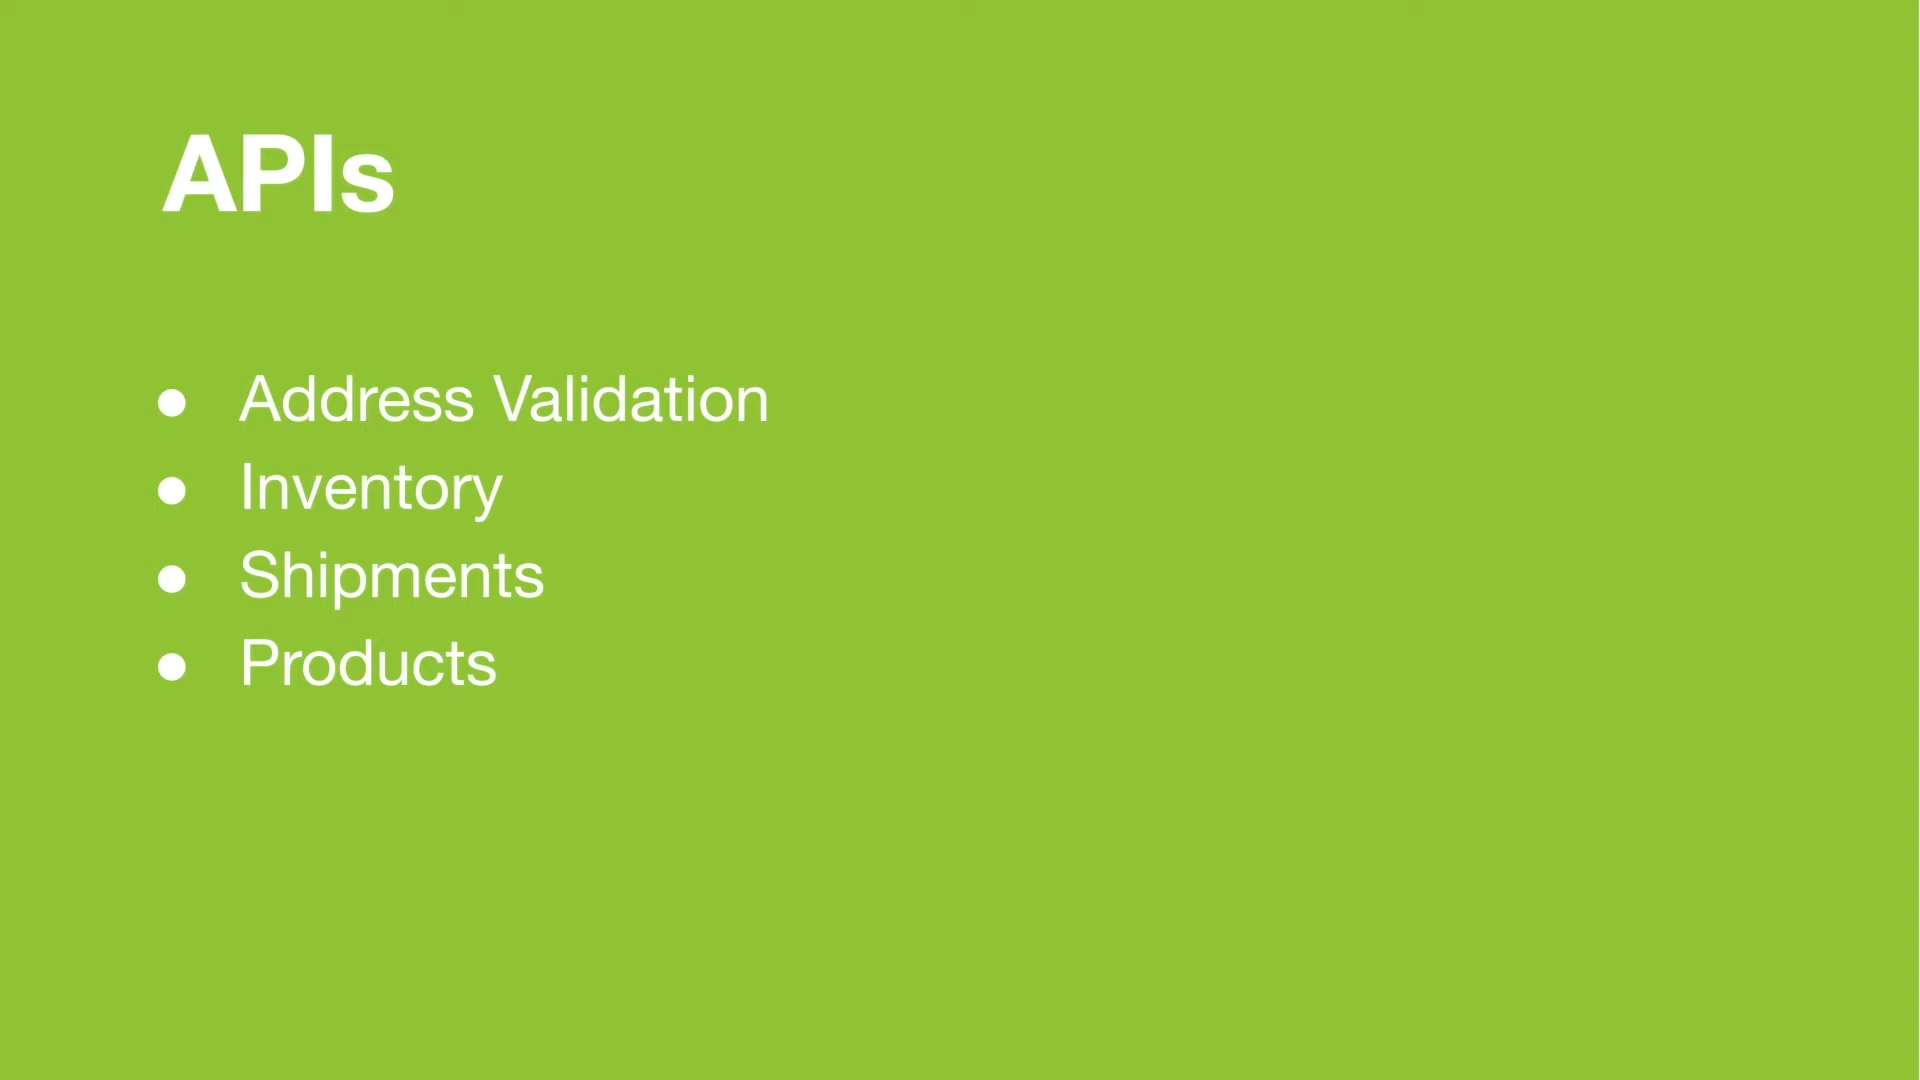 APIs
● Address Validation
● Inventory
● Shipments
● Products